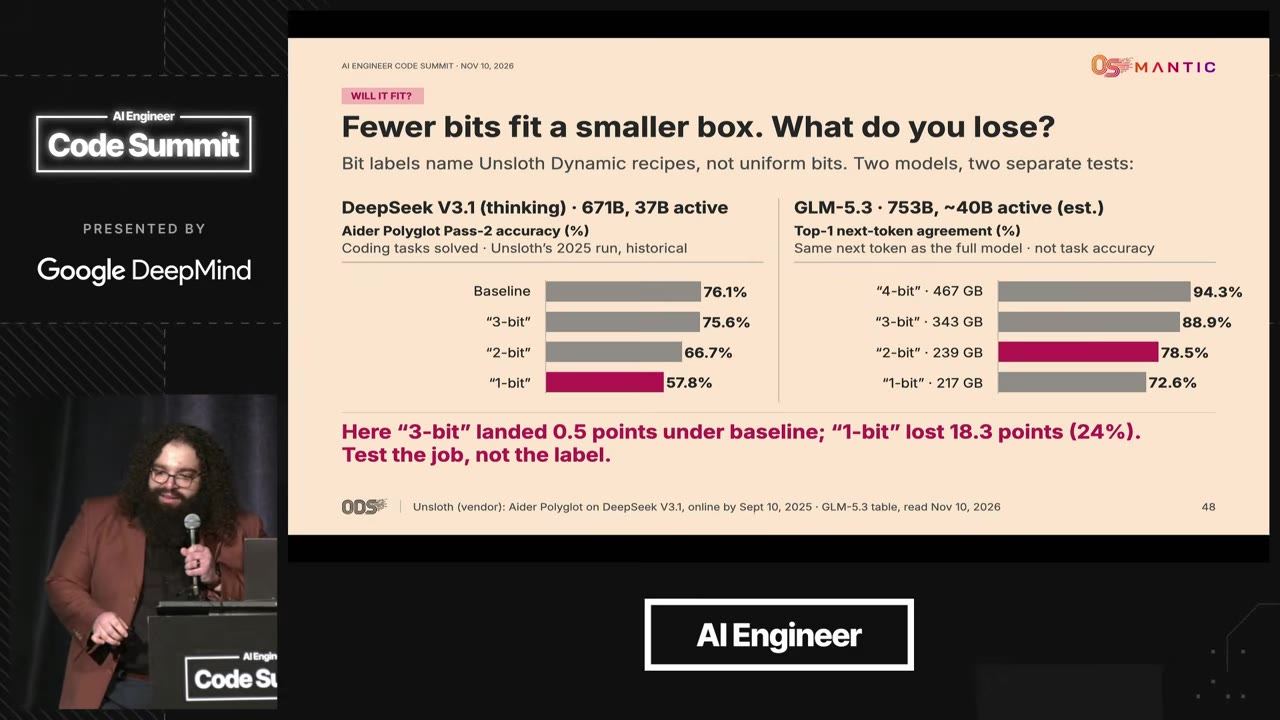 AI Engineer
Code Summit
PRESENTED BY
Google DeepMind
AI ENGINEER CODE SUMMIT · NOV 10, 2026
OSMANTIC
WILL IT FIT?
Fewer bits fit a smaller box. What do you lose?
Bit labels name Unsloth Dynamic recipes, not uniform bits. Two models, two separate tests:
DeepSeek V3.1 (thinking) · 671B, 37B active
Aider Polyglot Pass-2 accuracy (%)
Coding tasks solved · Unsloth’s 2025 run, historical
Baseline 76.1%
“3-bit” 75.6%
“2-bit” 66.7%
“1-bit” 57.8%
GLM-5.3 · 753B, ~40B active (est.)
Top-1 next-token agreement (%)
Same next token as the full model · not task accuracy
“4-bit” · 467 GB 94.3%
“3-bit” · 343 GB 88.9%
“2-bit” · 239 GB 78.5%
“1-bit” · 217 GB 72.6%
Here “3-bit” landed 0.5 points under baseline; “1-bit” lost 18.3 points (24%).
Test the job, not the label.
ODS
Unsloth (vendor): Aider Polyglot on DeepSeek V3.1, online by Sept 10, 2025 · GLM-5.3 table, read Nov 10, 2026
48
AI Engin
Code Su
AI Engineer